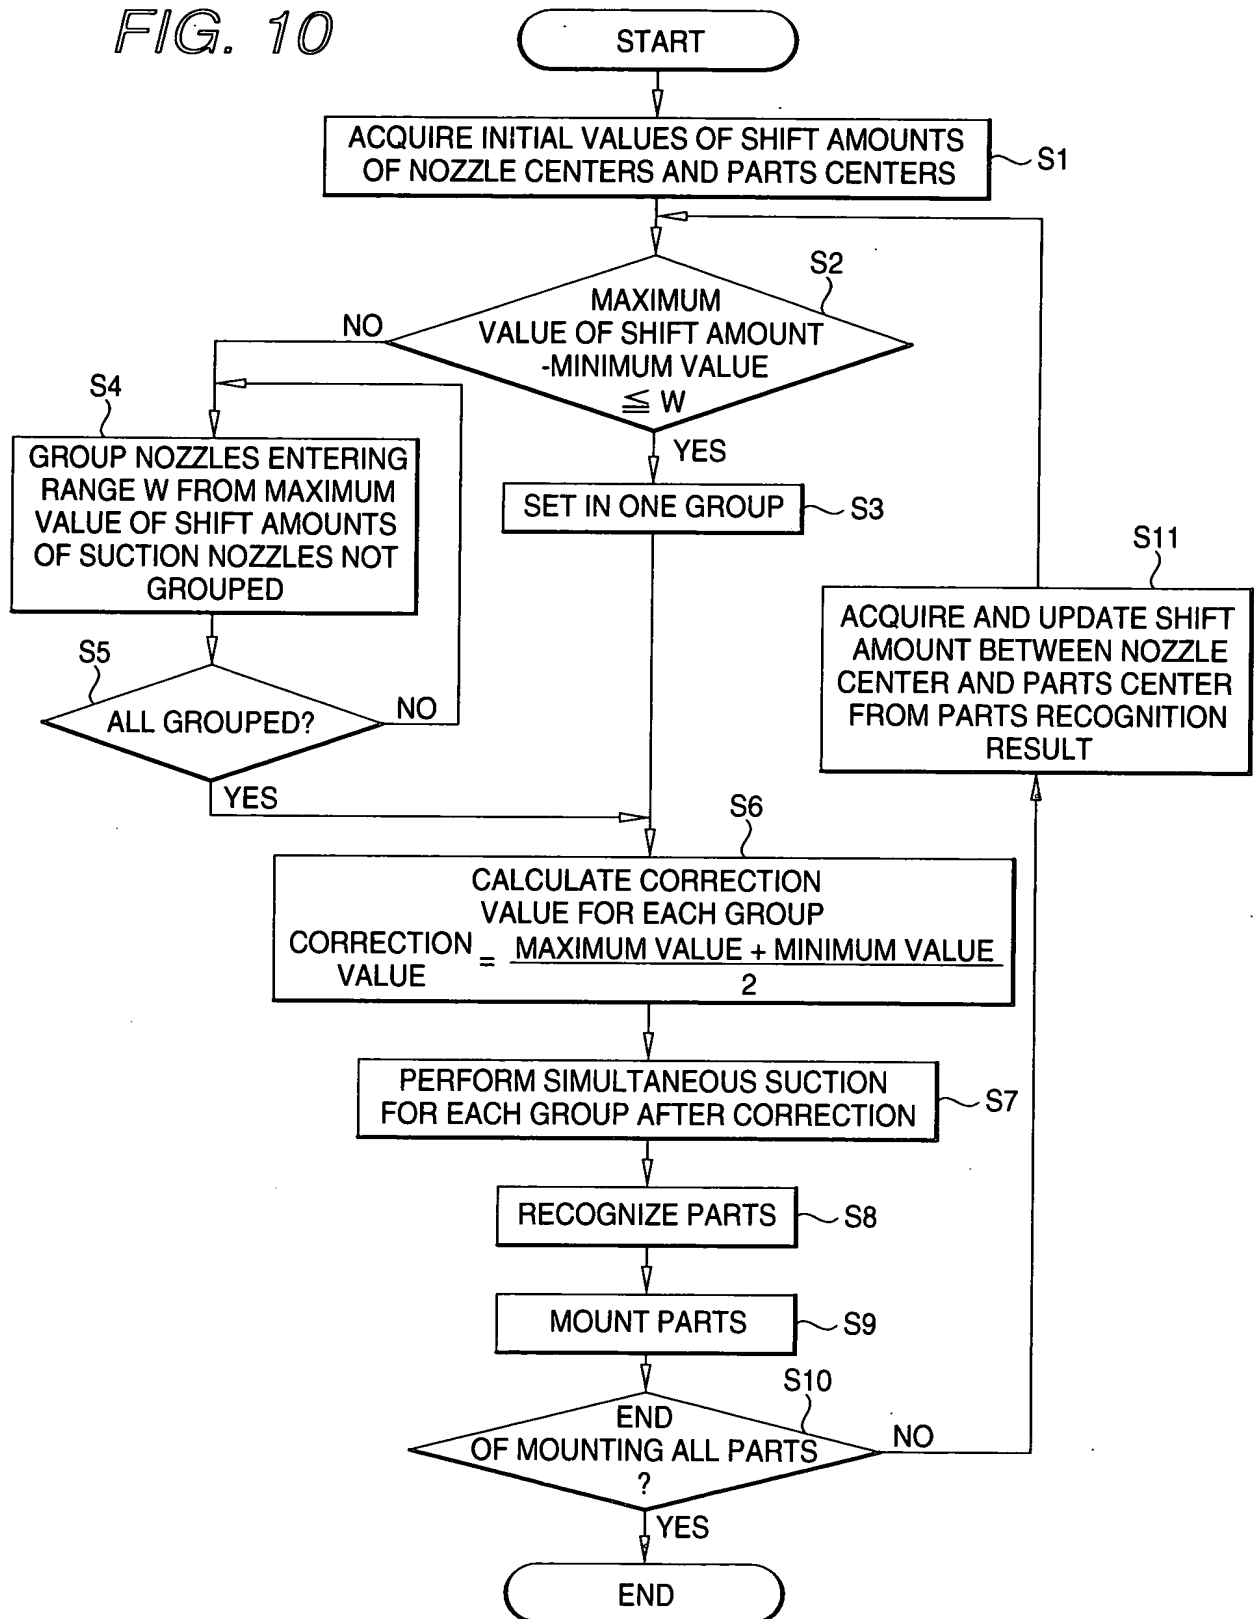 FIG. 10
START
ACQUIRE INITIAL VALUES OF SHIFT AMOUNTS
OF NOZZLE CENTERS AND PARTS CENTERS
S1
S2
MAXIMUM
VALUE OF SHIFT AMOUNT
-MINIMUM VALUE
≦ W
NO
YES
S4
GROUP NOZZLES ENTERING
RANGE W FROM MAXIMUM
VALUE OF SHIFT AMOUNTS
OF SUCTION NOZZLES NOT
GROUPED
SET IN ONE GROUP
S3
S5
ALL GROUPED?
NO
YES
S11
ACQUIRE AND UPDATE SHIFT
AMOUNT BETWEEN NOZZLE
CENTER AND PARTS CENTER
FROM PARTS RECOGNITION
RESULT
S6
CALCULATE CORRECTION
VALUE FOR EACH GROUP
CORRECTION
VALUE
=
MAXIMUM VALUE + MINIMUM VALUE
2
PERFORM SIMULTANEOUS SUCTION
FOR EACH GROUP AFTER CORRECTION
S7
RECOGNIZE PARTS
S8
MOUNT PARTS
S9
S10
END
OF MOUNTING ALL PARTS
?
NO
YES
END